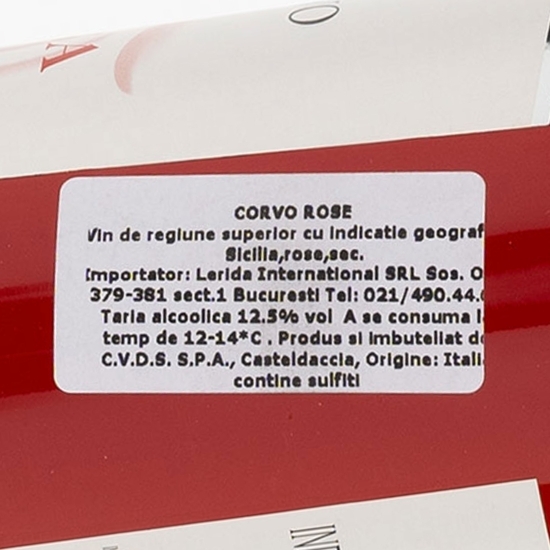 CORVO ROSE
Vin de regiune superior cu indicatie geograf
Sicilia,rose,sec.
Importator: Lerida International SRL Sos. O
379-381 sect.1 Bucuresti Tel: 021/490.44.
Taria alcoolica 12.5% vol A se consuma l
temp de 12-14*C . Produs si imbuteliat de
C.V.D.S. S.P.A., Casteldaccia, Origine: Itali
contine sulfiti